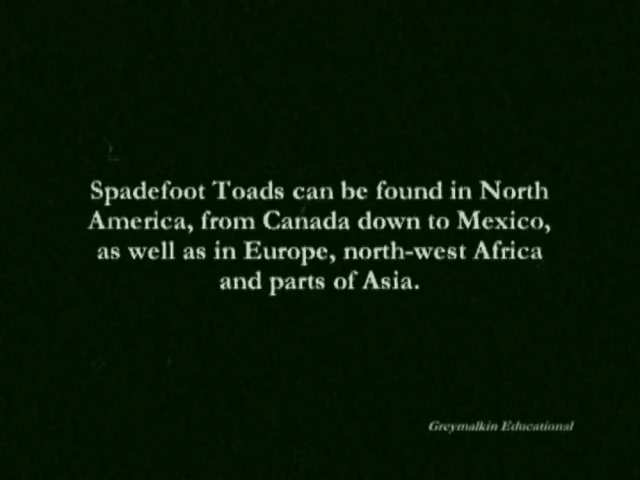 Spadefoot Toads can be found in North
America, from Canada down to Mexico,
as well as in Europe, north-west Africa
and parts of Asia.
Greymalkin Educational